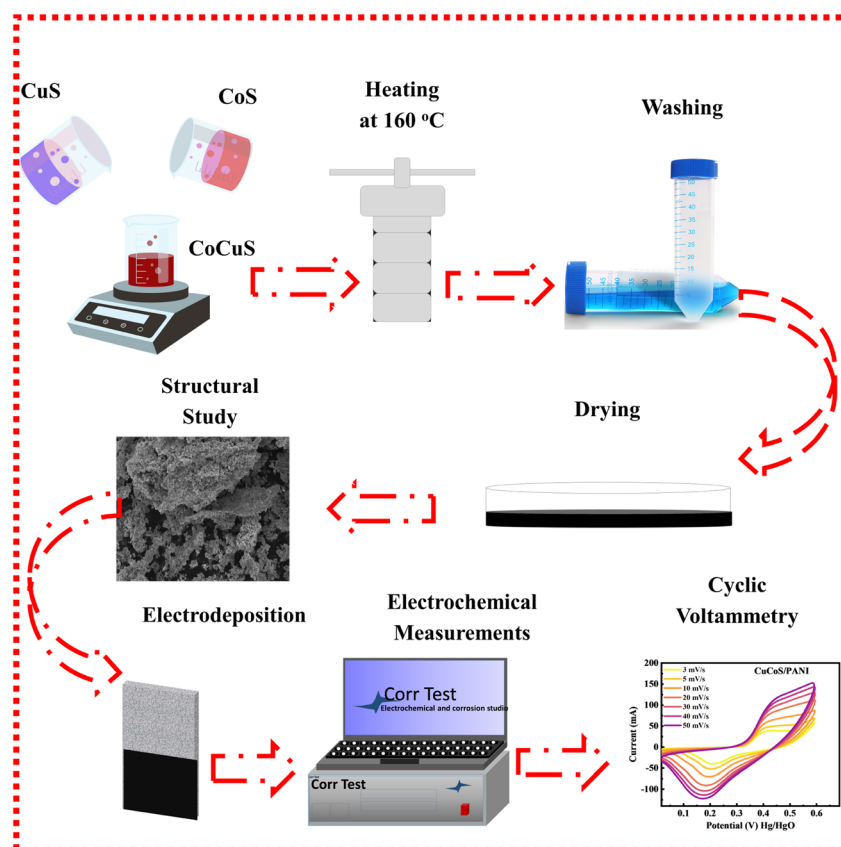 CuS
CoS
Heating
at 160 °C
Washing
CoCuS
Structural
Study
Drying
Electrodeposition
Electrochemical
Measurements
Corr Test
Electrochemical and corrosion studio
Corr Test
Cyclic
Voltammetry
CuCoS/PANI
3 mV/s
5 mV/s
10 mV/s
20 mV/s
30 mV/s
40 mV/s
50 mV/s
Current (mA)
200
150
100
50
0
-50
-100
0.1 0.2 0.3 0.4 0.5 0.6 0.7
Potential (V) Hg/HgO